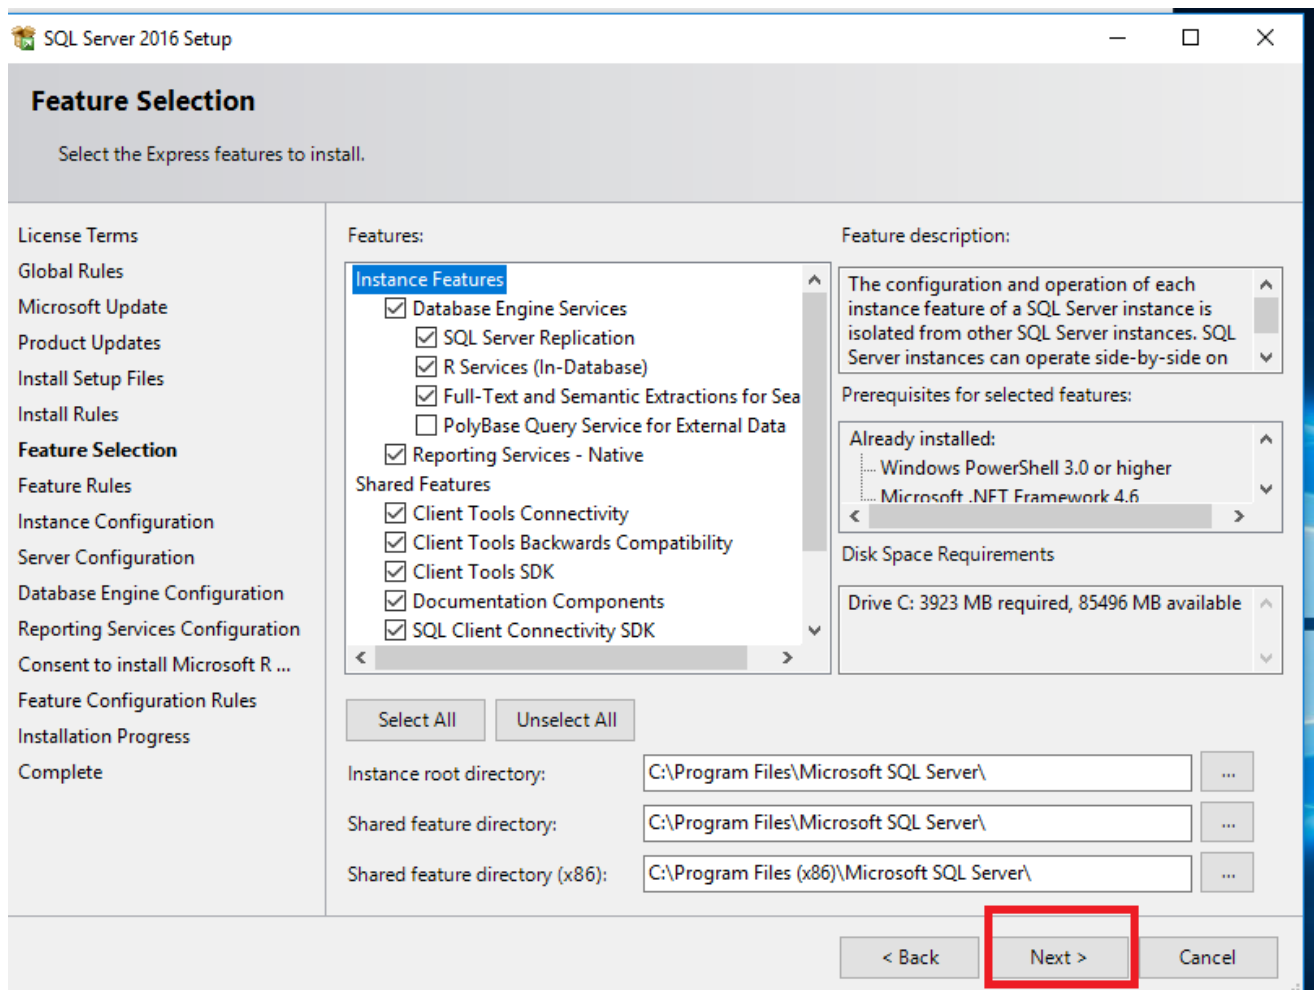 SQL Server 2016 Setup
Feature Selection
Select the Express features to install.
License Terms
Global Rules
Microsoft Update
Product Updates
Install Setup Files
Install Rules
Feature Selection
Feature Rules
Instance Configuration
Server Configuration
Database Engine Configuration
Reporting Services Configuration
Consent to install Microsoft R ...
Feature Configuration Rules
Installation Progress
Complete
Features:
Instance Features
Database Engine Services
SQL Server Replication
R Services (In-Database)
Full-Text and Semantic Extractions for Sea
PolyBase Query Service for External Data
Reporting Services - Native
Shared Features
Client Tools Connectivity
Client Tools Backwards Compatibility
Client Tools SDK
Documentation Components
SQL Client Connectivity SDK
Feature description:
The configuration and operation of each
instance feature of a SQL Server instance is
isolated from other SQL Server instances. SQL
Server instances can operate side-by-side on
Prerequisites for selected features:
Already installed:
Windows PowerShell 3.0 or higher
Microsoft .NET Framework 4.6
Disk Space Requirements
Drive C: 3923 MB required, 85496 MB available
Select All
Unselect All
Instance root directory:
C:\Program Files\Microsoft SQL Server\
...
Shared feature directory:
C:\Program Files\Microsoft SQL Server\
...
Shared feature directory (x86):
C:\Program Files (x86)\Microsoft SQL Server\
...
< Back
Next >
Cancel